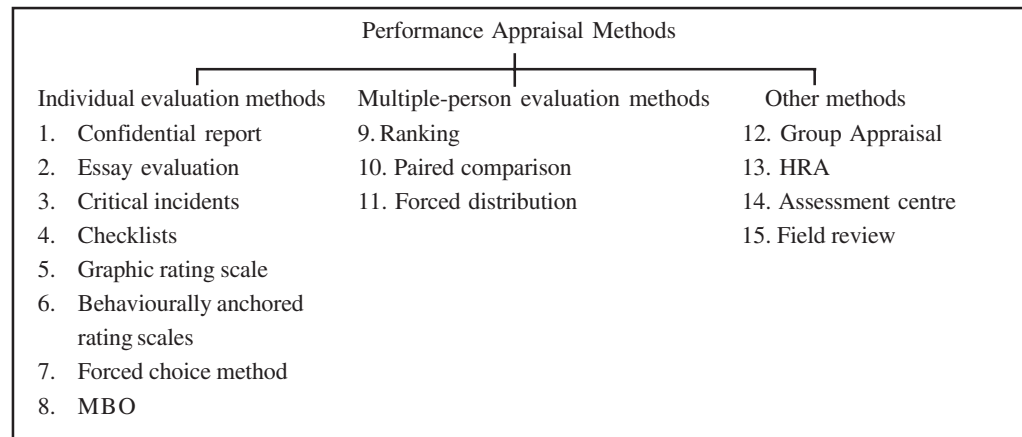 Performance Appraisal Methods
Individual evaluation methods
1. Confidential report
2. Essay evaluation
3. Critical incidents
4. Checklists
5. Graphic rating scale
6. Behaviourally anchored
rating scales
7. Forced choice method
8. MBO
Multiple-person evaluation methods
9. Ranking
10. Paired comparison
11. Forced distribution
Other methods
12. Group Appraisal
13. HRA
14. Assessment centre
15. Field review